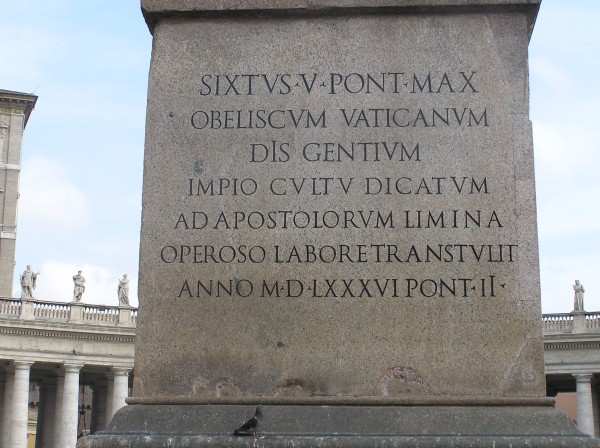 SIXTVS·V·PONT·MAX
OBELISCVM VATICANVM
DIS GENTIVM
IMPIO CVLTV DICATVM
AD APOSTOLORVM LIMINA
OPEROSO LABORE TRANSTVLIT
ANNO M·D·LXXXVI PONT·II·